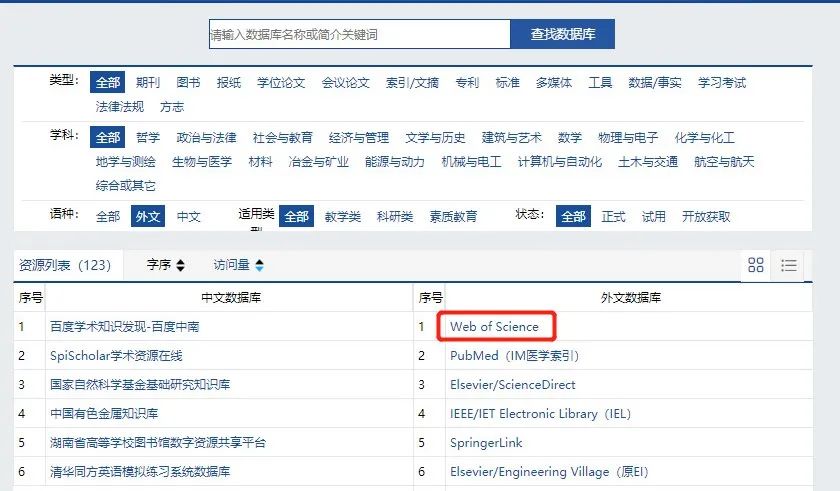 请输入数据库名称或简介关键词 查找数据库
类型: 全部 期刊 图书 报纸 学位论文 会议论文 索引/文摘 专利 标准 多媒体 工具 数据/事实 学习考试
法律法规 方志
学科: 全部 哲学 政治与法律 社会与教育 经济与管理 文学与历史 建筑与艺术 数学 物理与电子 化学与化工
地学与测绘 生物与医学 材料 冶金与矿业 能源与动力 机械与电工 计算机与自动化 土木与交通 航空与航天
综合或其它
语种: 全部 外文 中文 适用类型 全部 教学类 科研类 素质教育 状态: 全部 正式 试用 开放获取
资源列表（123） 字序 访问量
序号 中文数据库 序号 外文数据库
1 百度学术知识发现-百度中南 1 Web of Science
2 SpiScholar学术资源在线 2 PubMed（IM医学索引）
3 国家自然科学基金基础研究知识库 3 Elsevier/ScienceDirect
4 中国有色金属知识库 4 IEEE/IET Electronic Library（IEL）
5 湖南省高等学校图书馆数字资源共享平台 5 SpringerLink
6 清华同方英语模拟练习系统数据库 6 Elsevier/Engineering Village（原EI）